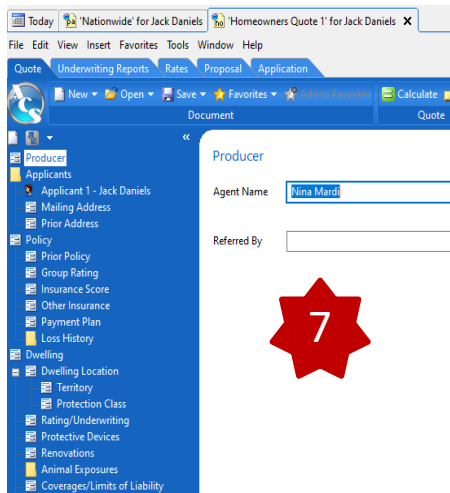 Today 'Nationwide' for Jack Daniels 'Homeowners Quote 1' for Jack Daniels X
File Edit View Insert Favorites Tools Window Help
Quote Underwriting Reports Rates Proposal Application
New Open Save Favorites Add to Favorites Calculate
Document Quote
«
Producer
Applicants
Applicant 1 - Jack Daniels
Mailing Address
Prior Address
Policy
Prior Policy
Group Rating
Insurance Score
Other Insurance
Payment Plan
Loss History
Dwelling
Dwelling Location
Territory
Protection Class
Rating/Underwriting
Protective Devices
Renovations
Animal Exposures
Coverages/Limits of Liability
Producer
Agent Name Nina Mardi
Referred By
7